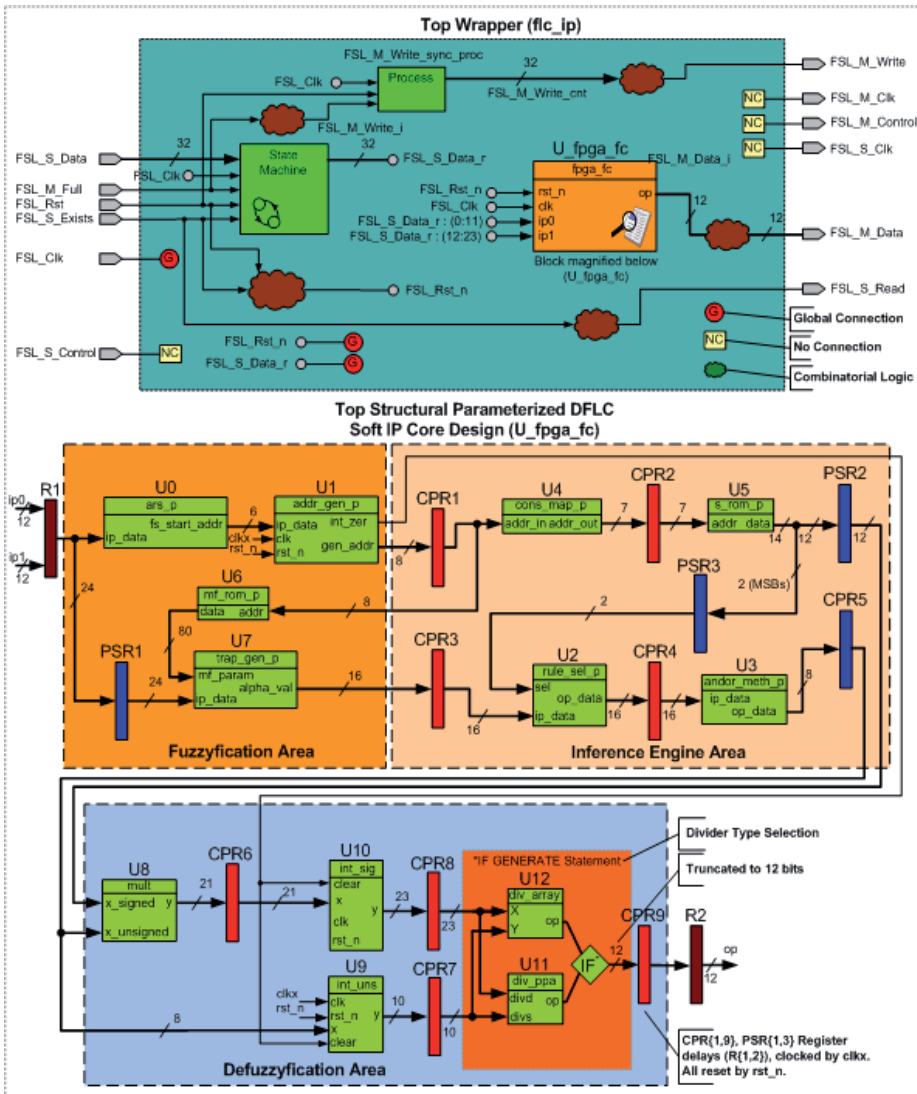 Top Wrapper (flc_ip)
FSL_M_Write_sync_proc
FSL_Clk
Process
32
FSL_M_Write_cnt
FSL_M_Write
FSL_M_Write_i
NC
FSL_M_Clk
NC
FSL_M_Control
NC
FSL_S_Clk
FSL_S_Data
32
State
Machine
32
FSL_S_Data_r
FSL_Clk
FSL_M_Full
FSL_Rst
FSL_S_Exists
U_fpga_fc
fpga_fc
FSL_M_Data_i
FSL_Rst_n
rst_n
op
FSL_Clk
clk
FSL_S_Data_r : (0:11)
ip0
FSL_S_Data_r : (12:23)
ip1
12
12
FSL_M_Data
Block magnified below
(U_fpga_fc)
FSL_Clk
G
FSL_Rst_n
FSL_S_Read
G
Global Connection
FSL_Rst_n
G
NC
No Connection
FSL_S_Control
NC
FSL_S_Data_r
G
Combinatorial Logic
Top Structural Parameterized DFLC
Soft IP Core Design (U_fpga_fc)
R1
ip0
12
ip1
12
24
U0
ars_p
fs_start_addr
ip_data
6
clkx
rst_n
U1
addr_gen_p
int_zer
ip_data
clk
gen_addr
rst_n
8
CPR1
U4
cons_map_p
addr_in addr_out
7
CPR2
7
U5
s_rom_p
addr data
14
12
PSR2
12
2 (MSBs)
PSR3
2
U6
mf_rom_p
data addr
8
80
PSR1
24
U7
trap_gen_p
mf_param
alpha_val
ip_data
16
CPR3
16
U2
rule_sel_p
sel
op_data
ip_data
16
CPR4
16
U3
andor_meth_p
ip_data
op_data
8
CPR5
Fuzzyfication Area
Inference Engine Area
U8
mult
x_signed y
x_unsigned
21
CPR6
21
U10
int_sig
clear
x
y
clk
rst_n
23
CPR8
23
*IF GENERATE Statement
Divider Type Selection
Truncated to 12 bits
U12
div_array
X
op
Y
U11
div_ppa
divd
op
divs
IF*
12
CPR9
R2
12
op
U9
int_uns
clkx
clk
rst_n
rst_n
y
x
clear
8
10
CPR7
10
Defuzzyfication Area
CPR{1,9}, PSR{1,3} Register
delays (R{1,2}), clocked by clkx.
All reset by rst_n.